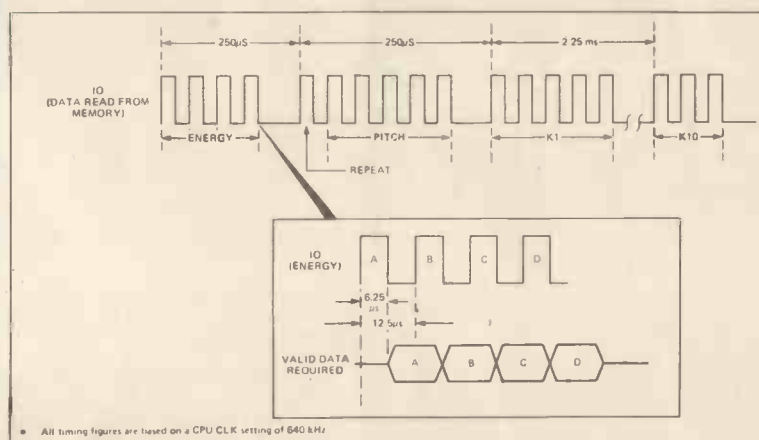 250µS 250µS 2 25 ms
IO
(DATA READ FROM
MEMORY)
ENERGY PITCH K1 K10
REPEAT
IO
(ENERGY)
A B C D
6.25
µs
12.5µs
VALID DATA
REQUIRED
A B C D
• All timing figures are based on a CPU CLK setting of 640 kHz